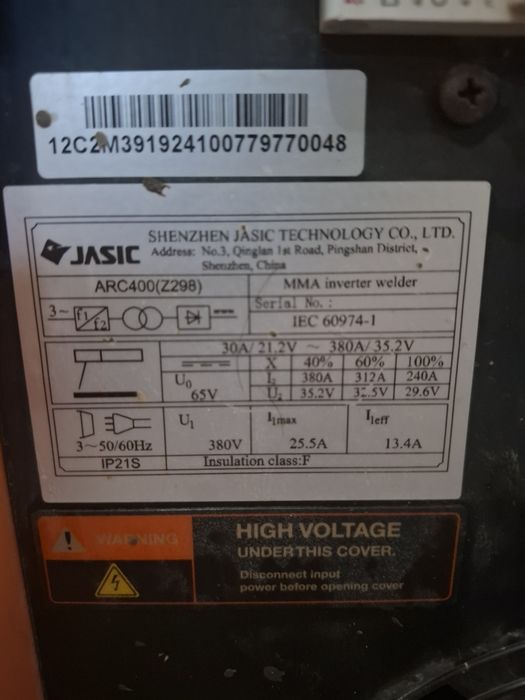 12C2M391924100779770048
JASIC
SHENZHEN JASIC TECHNOLOGY CO., LTD.
Address: No.3, Qinglan 1st Road, Pingshan District,
Shenzhen, China
ARC400(Z298) MMA inverter welder
3~ f1 f2 Serial No. :
IEC 60974-1
30A/ 21.2V ~ 380A/ 35.2V
X 40% 60% 100%
U0 I2 380A 312A 240A
65V U2 35.2V 32.5V 29.6V
U1 I1max I1eff
3~50/60Hz 380V 25.5A 13.4A
IP21S Insulation class:F
WARNING
HIGH VOLTAGE
UNDER THIS COVER.
Disconnect input
power before opening cover